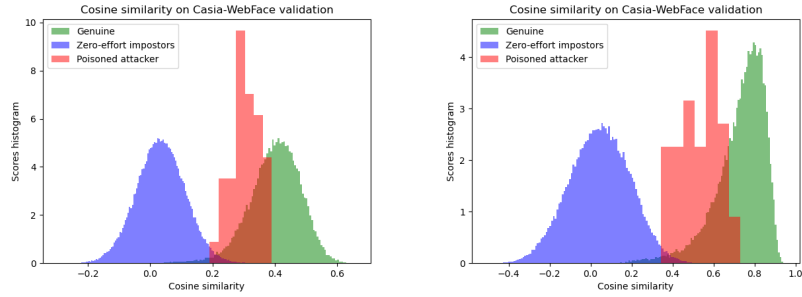 Cosine similarity on Casia-WebFace validation
Genuine
Zero-effort impostors
Poisoned attacker
Scores histogram
10
8
6
4
2
0
−0.2
0.0
0.2
0.4
0.6
Cosine similarity
Cosine similarity on Casia-WebFace validation
Genuine
Zero-effort impostors
Poisoned attacker
Scores histogram
4
3
2
1
0
−0.4
−0.2
0.0
0.2
0.4
0.6
0.8
1.0
Cosine similarity